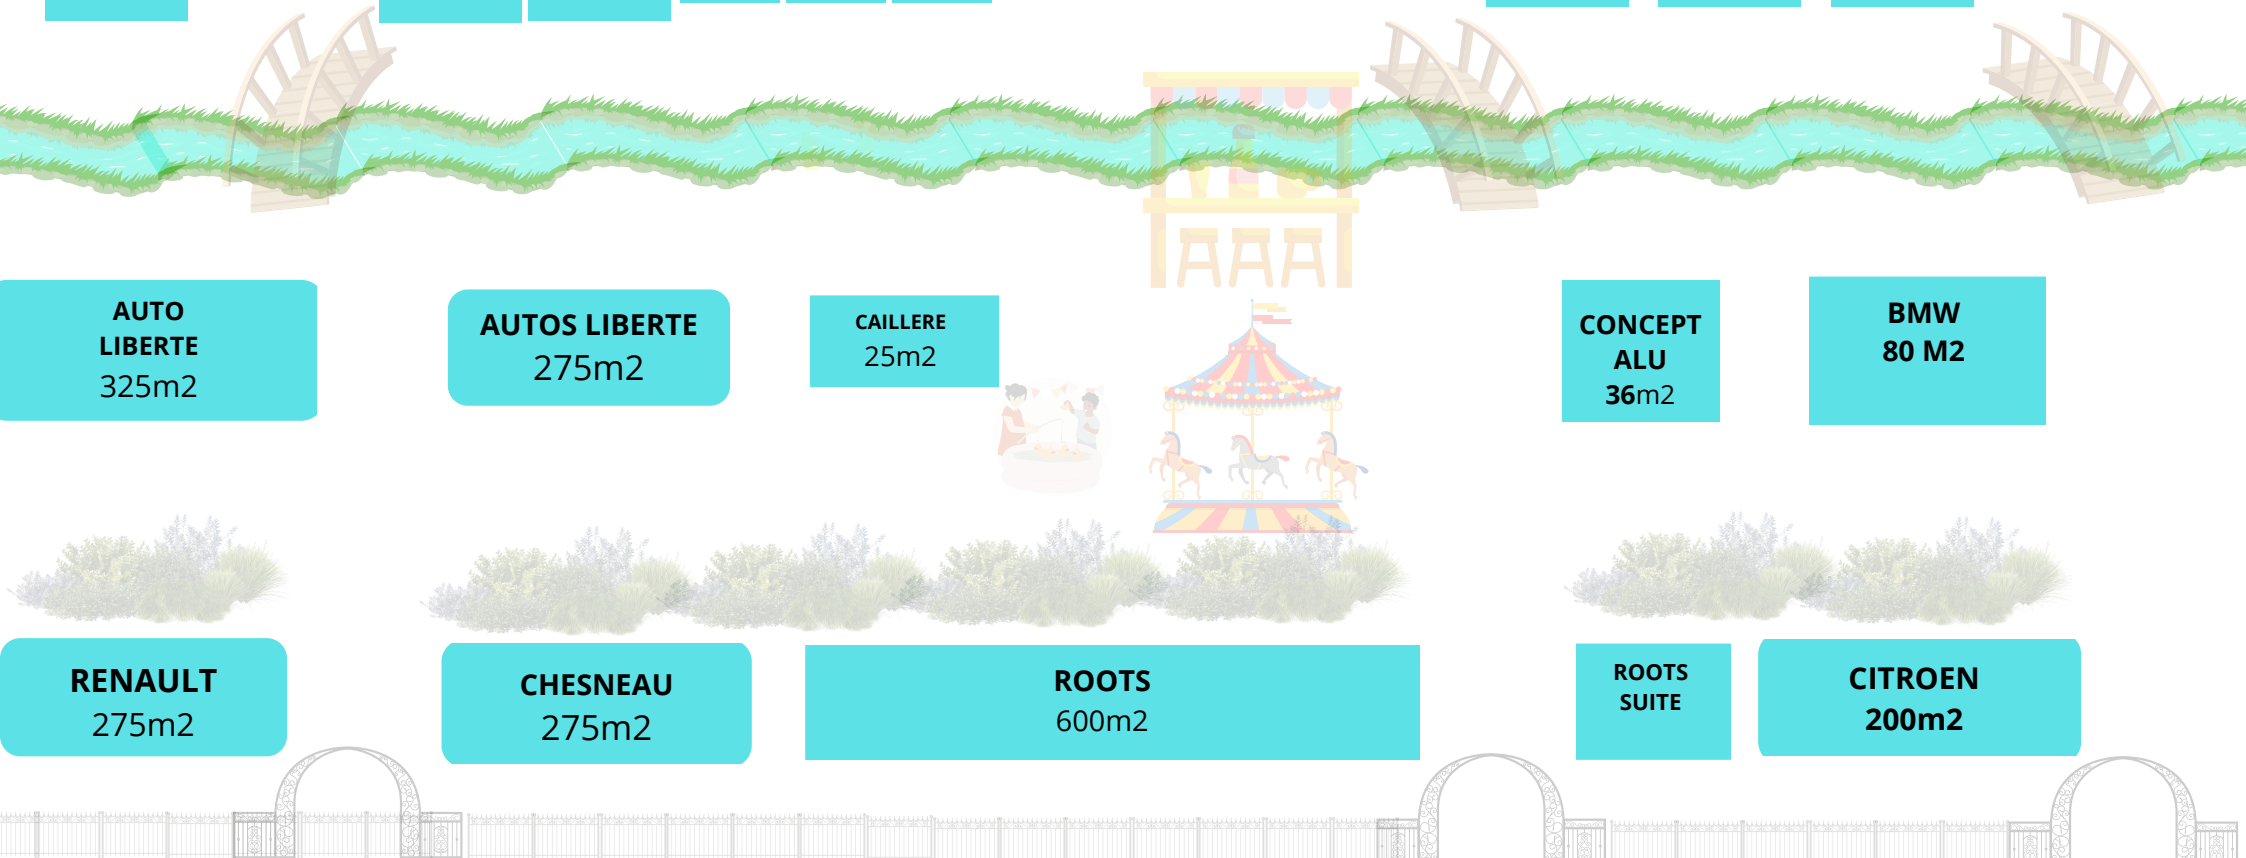 AUTO
LIBERTE
325m2
AUTOS LIBERTE
275m2
CAILLERE
25m2
CONCEPT
ALU
36m2
BMW
80 M2
RENAULT
275m2
CHESNEAU
275m2
ROOTS
600m2
ROOTS
SUITE
CITROEN
200m2